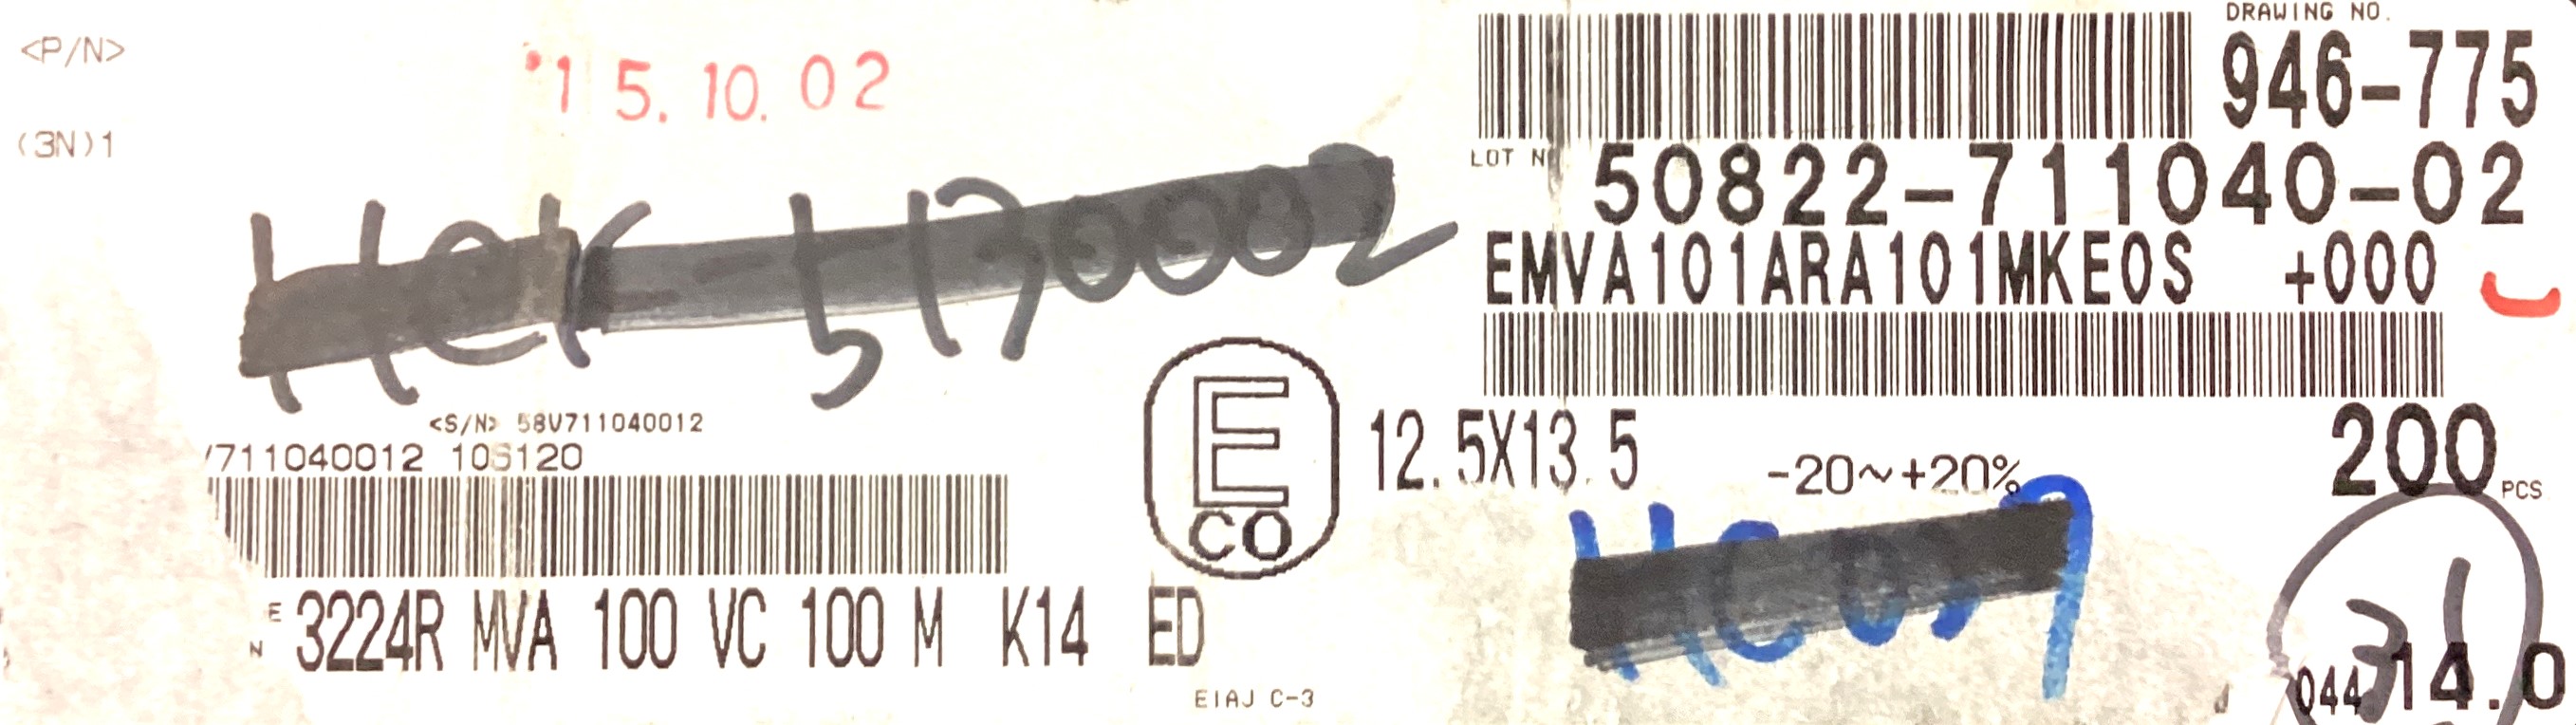 <P/N>
'15.10.02
(3N)1
<S/N> 58V711040012
711040012 10S120
3224R MVA 100 VC 100 M K14 ED
E
CO
EIAJ C-3
DRAWING NO.
946-775
LOT N
50822-711040-02
EMVA101ARA101MKE0S +000
12.5X13.5
-20~+20%
200 PCS
31
044
14.0